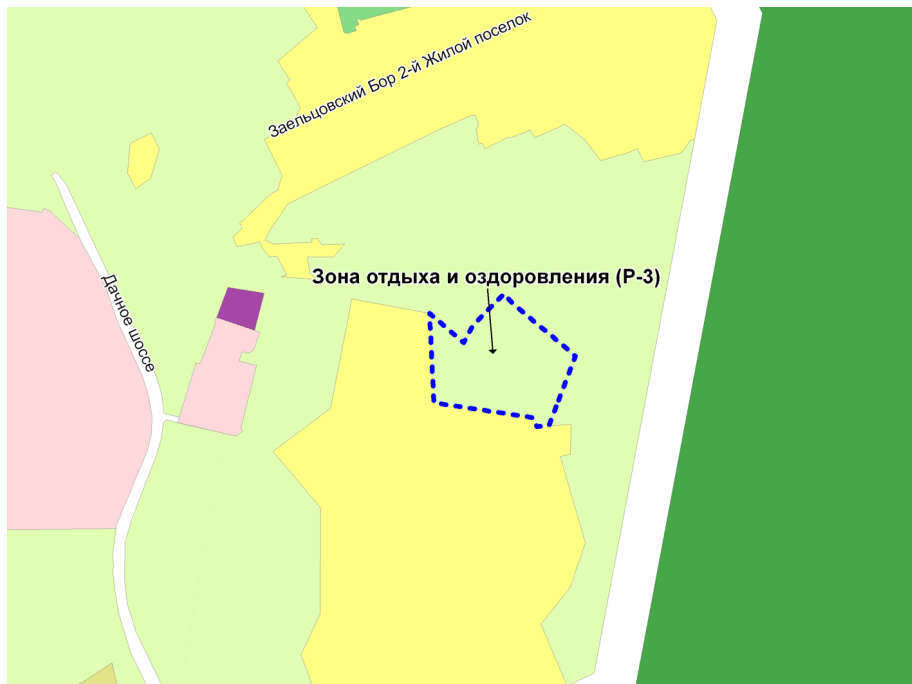 Заельцовский Бор 2-й Жилой поселок
Зона отдыха и оздоровления (Р-3)
Дачное шоссе